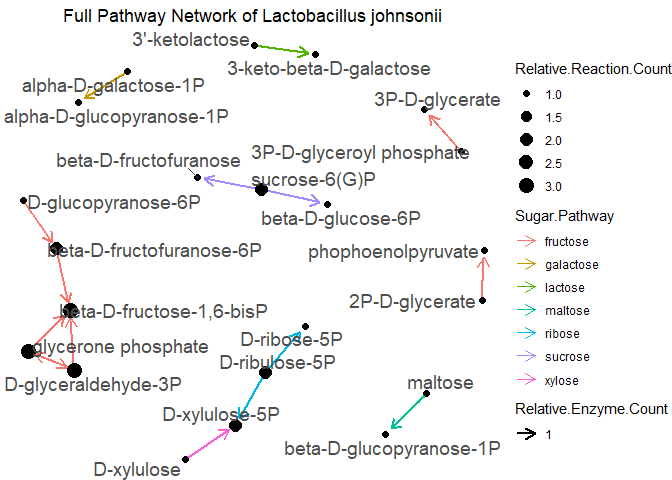 Full Pathway Network of Lactobacillus johnsonii
3'-ketolactose
3-keto-beta-D-galactose
alpha-D-galactose-1P
alpha-D-glucopyranose-1P
3P-D-glycerate
3P-D-glyceroyl phosphate
beta-D-fructofuranose
sucrose-6(G)P
beta-D-glucose-6P
D-glucopyranose-6P
beta-D-fructofuranose-6P
phophoenolpyruvate
2P-D-glycerate
beta-D-fructose-1,6-bisP
glycerone phosphate
D-glyceraldehyde-3P
D-ribose-5P
D-ribulose-5P
D-xylulose-5P
D-xylulose
maltose
beta-D-glucopyranose-1P
Relative.Reaction.Count
1.0
1.5
2.0
2.5
3.0
Sugar.Pathway
fructose
galactose
lactose
maltose
ribose
sucrose
xylose
Relative.Enzyme.Count
1